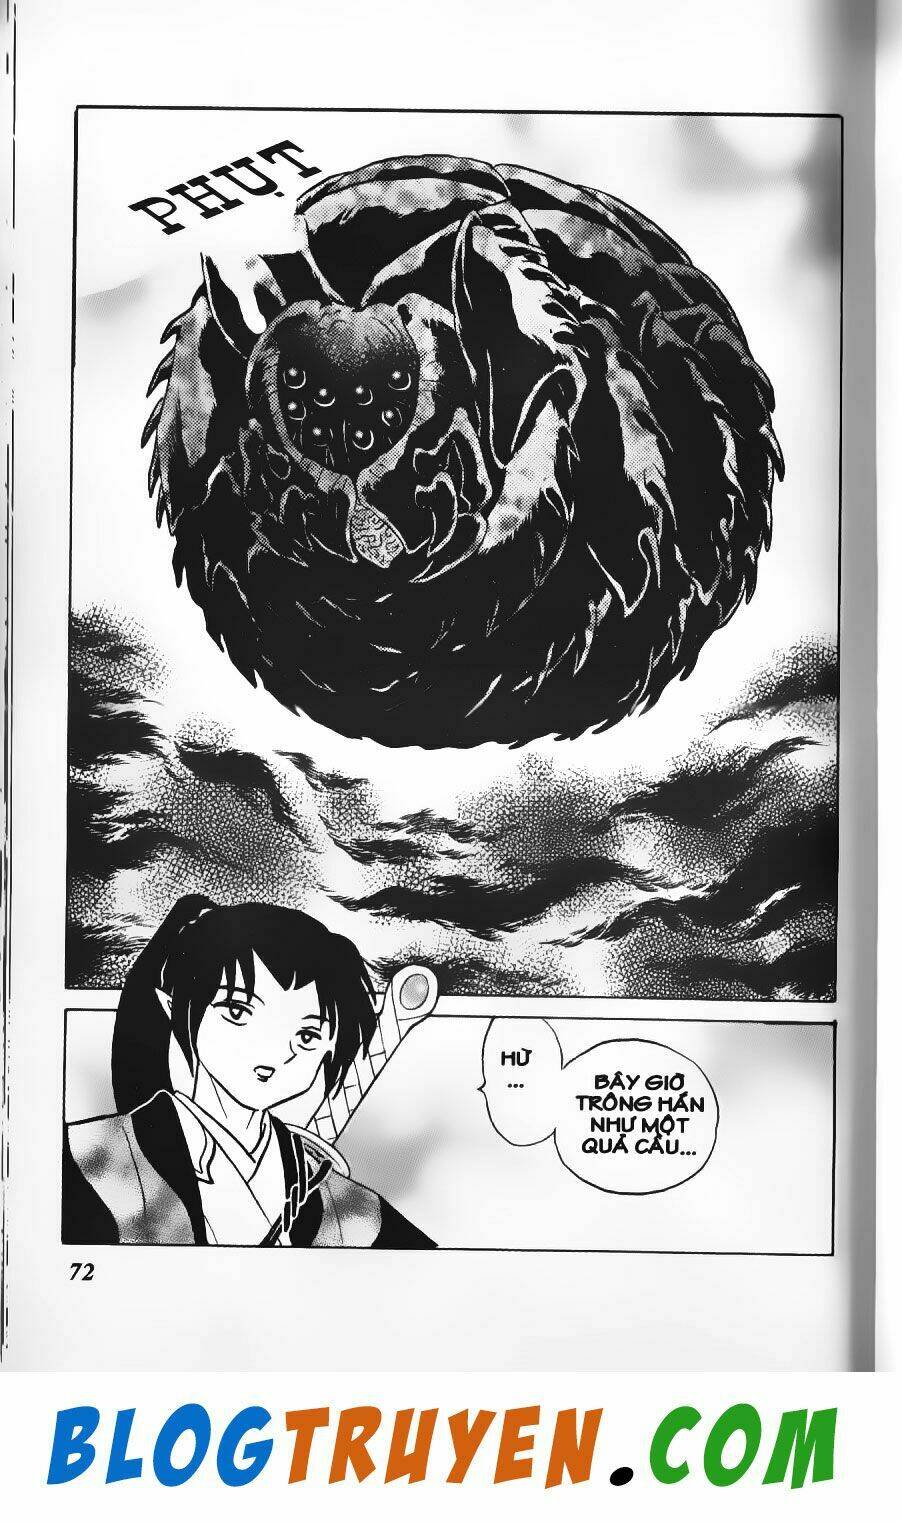 PHỤT
HỪ
...
BÂY GIỜ
TRÔNG HẮN
NHƯ MỘT
QUẢ CẦU...
72
BLOGTRUYEN.COM